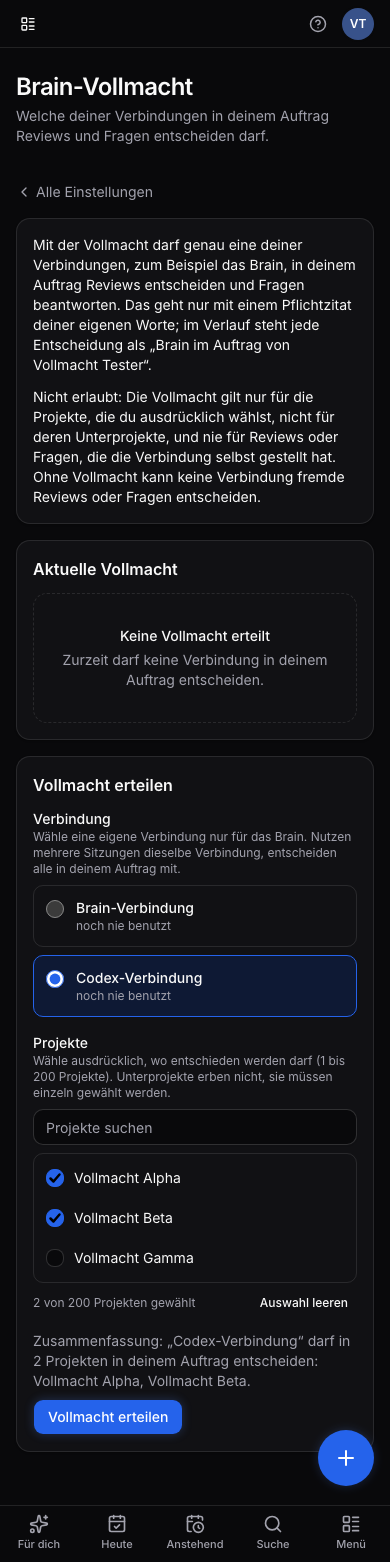 VT
Brain-Vollmacht
Welche deiner Verbindungen in deinem Auftrag
Reviews und Fragen entscheiden darf.
Alle Einstellungen
Mit der Vollmacht darf genau eine deiner
Verbindungen, zum Beispiel das Brain, in deinem
Auftrag Reviews entscheiden und Fragen
beantworten. Das geht nur mit einem Pflichtzitat
deiner eigenen Worte; im Verlauf steht jede
Entscheidung als „Brain im Auftrag von
Vollmacht Tester“.
Nicht erlaubt: Die Vollmacht gilt nur für die
Projekte, die du ausdrücklich wählst, nicht für
deren Unterprojekte, und nie für Reviews oder
Fragen, die die Verbindung selbst gestellt hat.
Ohne Vollmacht kann keine Verbindung fremde
Reviews oder Fragen entscheiden.
Aktuelle Vollmacht
Keine Vollmacht erteilt
Zurzeit darf keine Verbindung in deinem
Auftrag entscheiden.
Vollmacht erteilen
Verbindung
Wähle eine eigene Verbindung nur für das Brain. Nutzen
mehrere Sitzungen dieselbe Verbindung, entscheiden
alle in deinem Auftrag mit.
Brain-Verbindung
noch nie benutzt
Codex-Verbindung
noch nie benutzt
Projekte
Wähle ausdrücklich, wo entschieden werden darf (1 bis
200 Projekte). Unterprojekte erben nicht, sie müssen
einzeln gewählt werden.
Projekte suchen
Vollmacht Alpha
Vollmacht Beta
Vollmacht Gamma
2 von 200 Projekten gewählt
Auswahl leeren
Zusammenfassung: „Codex-Verbindung“ darf in
2 Projekten in deinem Auftrag entscheiden:
Vollmacht Alpha, Vollmacht Beta.
Vollmacht erteilen
Für dich
Heute
Anstehend
Suche
Menü